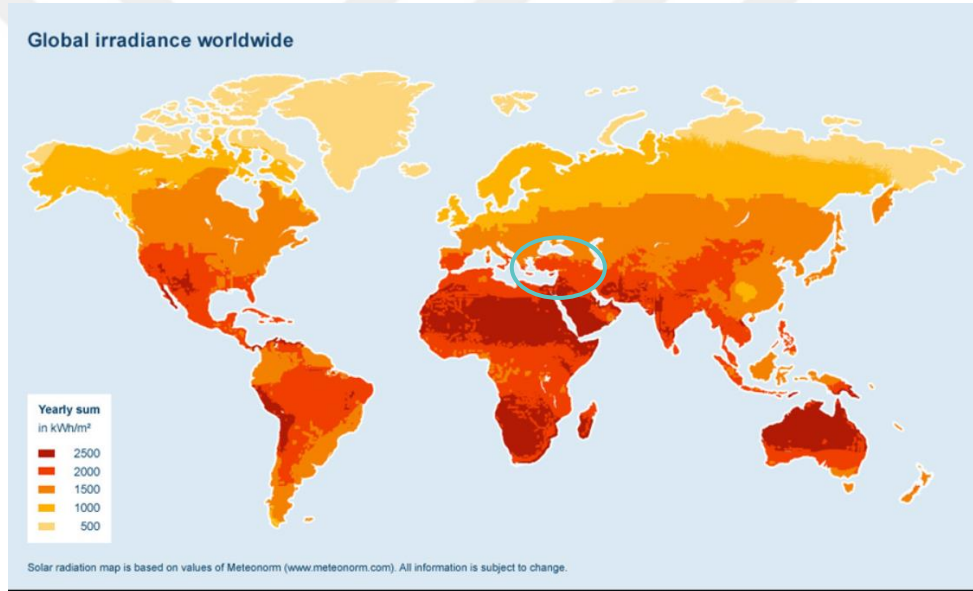 Global irradiance worldwide
Yearly sum
in kWh/m²
2500
2000
1500
1000
500
Solar radiation map is based on values of Meteonorm (www.meteonorm.com). All information is subject to change.